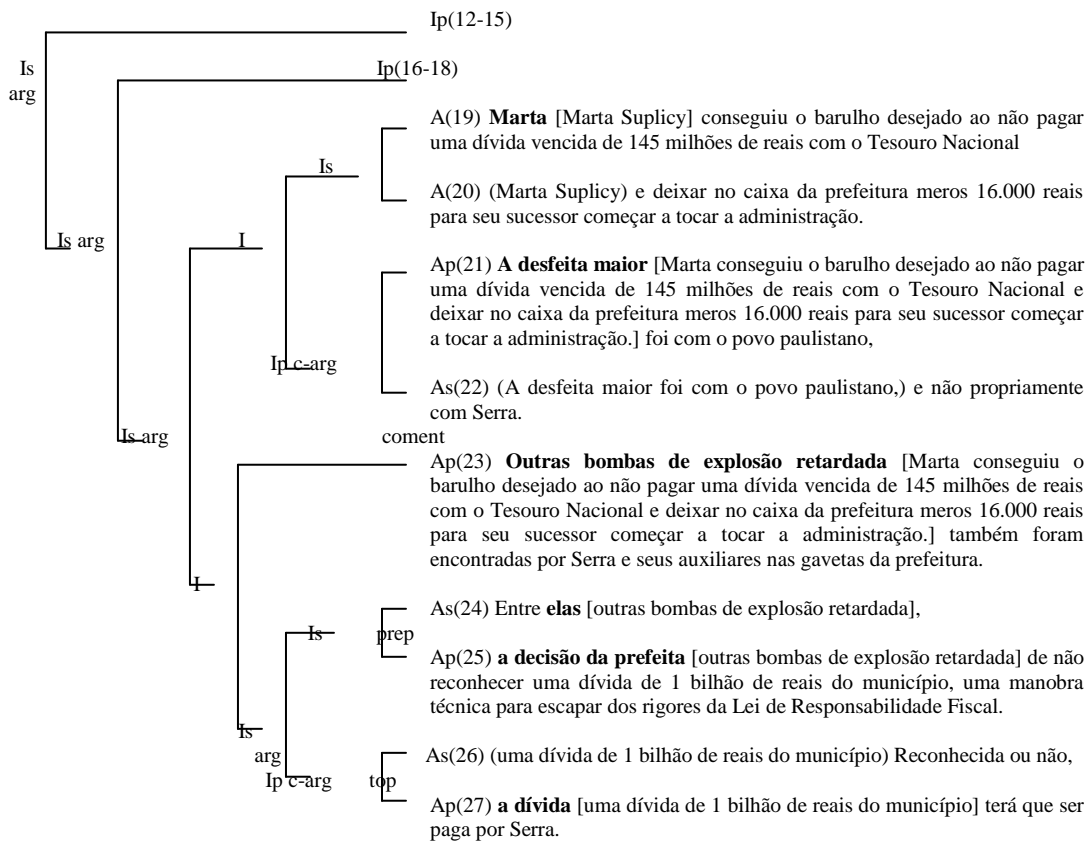 Ip(12-15)
Is
arg
Ip(16-18)
A(19) Marta [Marta Suplicy] conseguiu o barulho desejado ao não pagar
uma dívida vencida de 145 milhões de reais com o Tesouro Nacional
Is
A(20) (Marta Suplicy) e deixar no caixa da prefeitura meros 16.000 reais
para seu sucessor começar a tocar a administração.
Is arg
I
Ap(21) A desfeita maior [Marta conseguiu o barulho desejado ao não pagar
uma dívida vencida de 145 milhões de reais com o Tesouro Nacional e
deixar no caixa da prefeitura meros 16.000 reais para seu sucessor começar
a tocar a administração.] foi com o povo paulistano,
Ip c-arg
As(22) (A desfeita maior foi com o povo paulistano,) e não propriamente
com Serra.
Is arg
coment
Ap(23) Outras bombas de explosão retardada [Marta conseguiu o
barulho desejado ao não pagar uma dívida vencida de 145 milhões de reais
com o Tesouro Nacional e deixar no caixa da prefeitura meros 16.000 reais
para seu sucessor começar a tocar a administração.] também foram
encontradas por Serra e seus auxiliares nas gavetas da prefeitura.
I
As(24) Entre elas [outras bombas de explosão retardada],
Is
prep
Ap(25) a decisão da prefeita [outras bombas de explosão retardada] de não
reconhecer uma dívida de 1 bilhão de reais do município, uma manobra
técnica para escapar dos rigores da Lei de Responsabilidade Fiscal.
Is
arg
As(26) (uma dívida de 1 bilhão de reais do município) Reconhecida ou não,
Ip c-arg
top
Ap(27) a dívida [uma dívida de 1 bilhão de reais do município] terá que ser
paga por Serra.